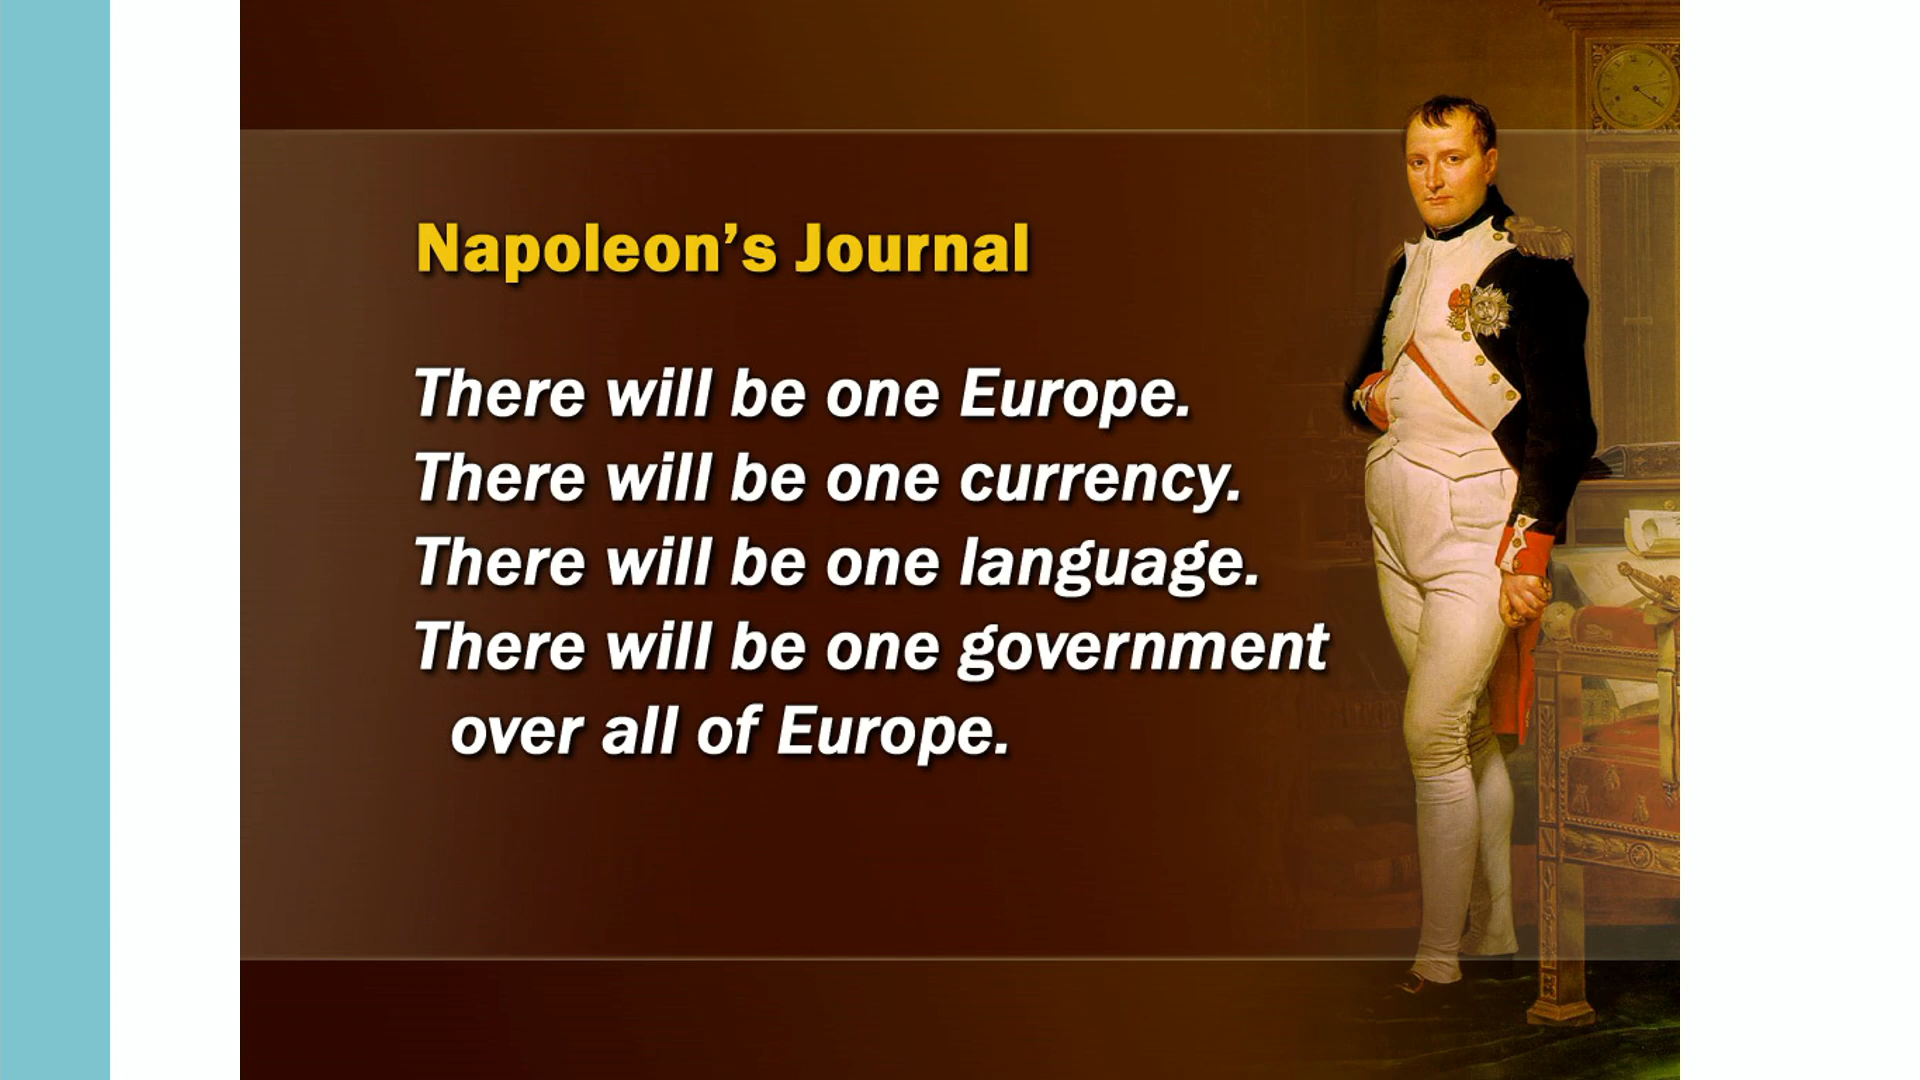 Napoleon’s Journal
There will be one Europe.
There will be one currency.
There will be one language.
There will be one government
over all of Europe.